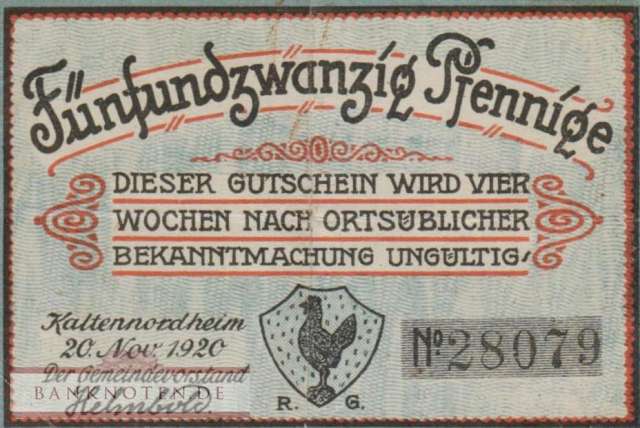 Fünfundzwanzig Pfennige
DIESER GUTSCHEIN WIRD VIER
WOCHEN NACH ORTSÜBLICHER
BEKANNTMACHUNG UNGÜLTIG!
Kaltennordheim
20. Nov. 1920
Der Gemeindevorstand
BANKNOTEN.DE
Helmbold.
R. G.
No 28079